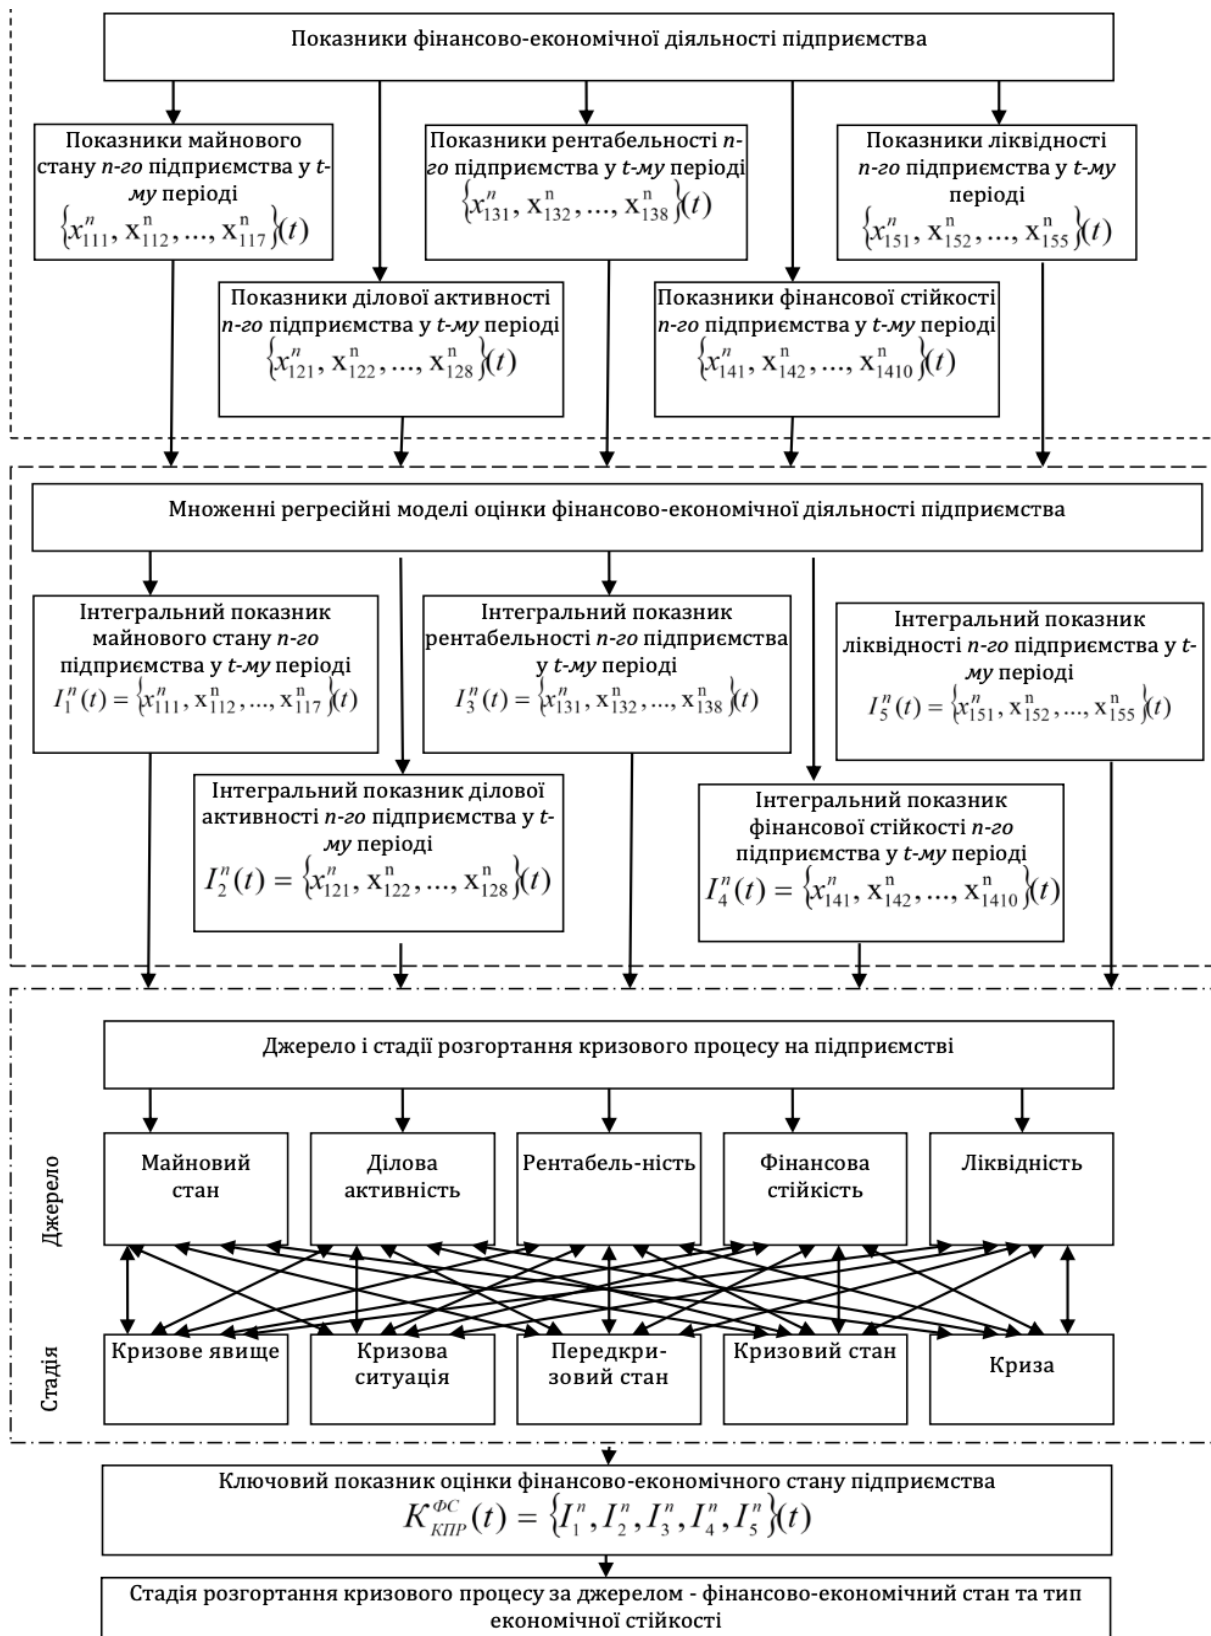 Показники фінансово-економічної діяльності підприємства
Показники майнового
стану n-го підприємства у t-
му періоді
{x₁₁₁ⁿ, x₁₁₂ⁿ, ..., x₁₁₇ⁿ}(t)
Показники рентабельності n-
го підприємства у t-му періоді
{x₁₃₁ⁿ, x₁₃₂ⁿ, ..., x₁₃₈ⁿ}(t)
Показники ліквідності
n-го підприємства у t-му
періоді
{x₁₅₁ⁿ, x₁₅₂ⁿ, ..., x₁₅₅ⁿ}(t)
Показники ділової активності
n-го підприємства у t-му періоді
{x₁₂₁ⁿ, x₁₂₂ⁿ, ..., x₁₂₈ⁿ}(t)
Показники фінансової стійкості
n-го підприємства у t-му періоді
{x₁₄₁ⁿ, x₁₄₂ⁿ, ..., x₁₄₁₀ⁿ}(t)
Множенні регресійні моделі оцінки фінансово-економічної діяльності підприємства
Інтегральний показник
майнового стану n-го
підприємства у t-му періоді
I₁ⁿ(t) = {x₁₁₁ⁿ, x₁₁₂ⁿ, ..., x₁₁₇ⁿ}(t)
Інтегральний показник
рентабельності n-го підприємства
у t-му періоді
I₃ⁿ(t) = {x₁₃₁ⁿ, x₁₃₂ⁿ, ..., x₁₃₈ⁿ}(t)
Інтегральний показник
ліквідності n-го підприємства у t-
му періоді
I₅ⁿ(t) = {x₁₅₁ⁿ, x₁₅₂ⁿ, ..., x₁₅₅ⁿ}(t)
Інтегральний показник ділової
активності n-го підприємства у t-
му періоді
I₂ⁿ(t) = {x₁₂₁ⁿ, x₁₂₂ⁿ, ..., x₁₂₈ⁿ}(t)
Інтегральний показник
фінансової стійкості n-го
підприємства у t-му періоді
I₄ⁿ(t) = {x₁₄₁ⁿ, x₁₄₂ⁿ, ..., x₁₄₁₀ⁿ}(t)
Джерело і стадії розгортання кризового процесу на підприємстві
Джерело
Майновий
стан
Ділова
активність
Рентабель-ність
Фінансова
стійкість
Ліквідність
Стадія
Кризове явище
Кризова
ситуація
Передкри-
зовий стан
Кризовий стан
Криза
Ключовий показник оцінки фінансово-економічного стану підприємства
K_КПР^ФС(t) = {I₁ⁿ, I₂ⁿ, I₃ⁿ, I₄ⁿ, I₅ⁿ}(t)
Стадія розгортання кризового процесу за джерелом - фінансово-економічний стан та тип
економічної стійкості